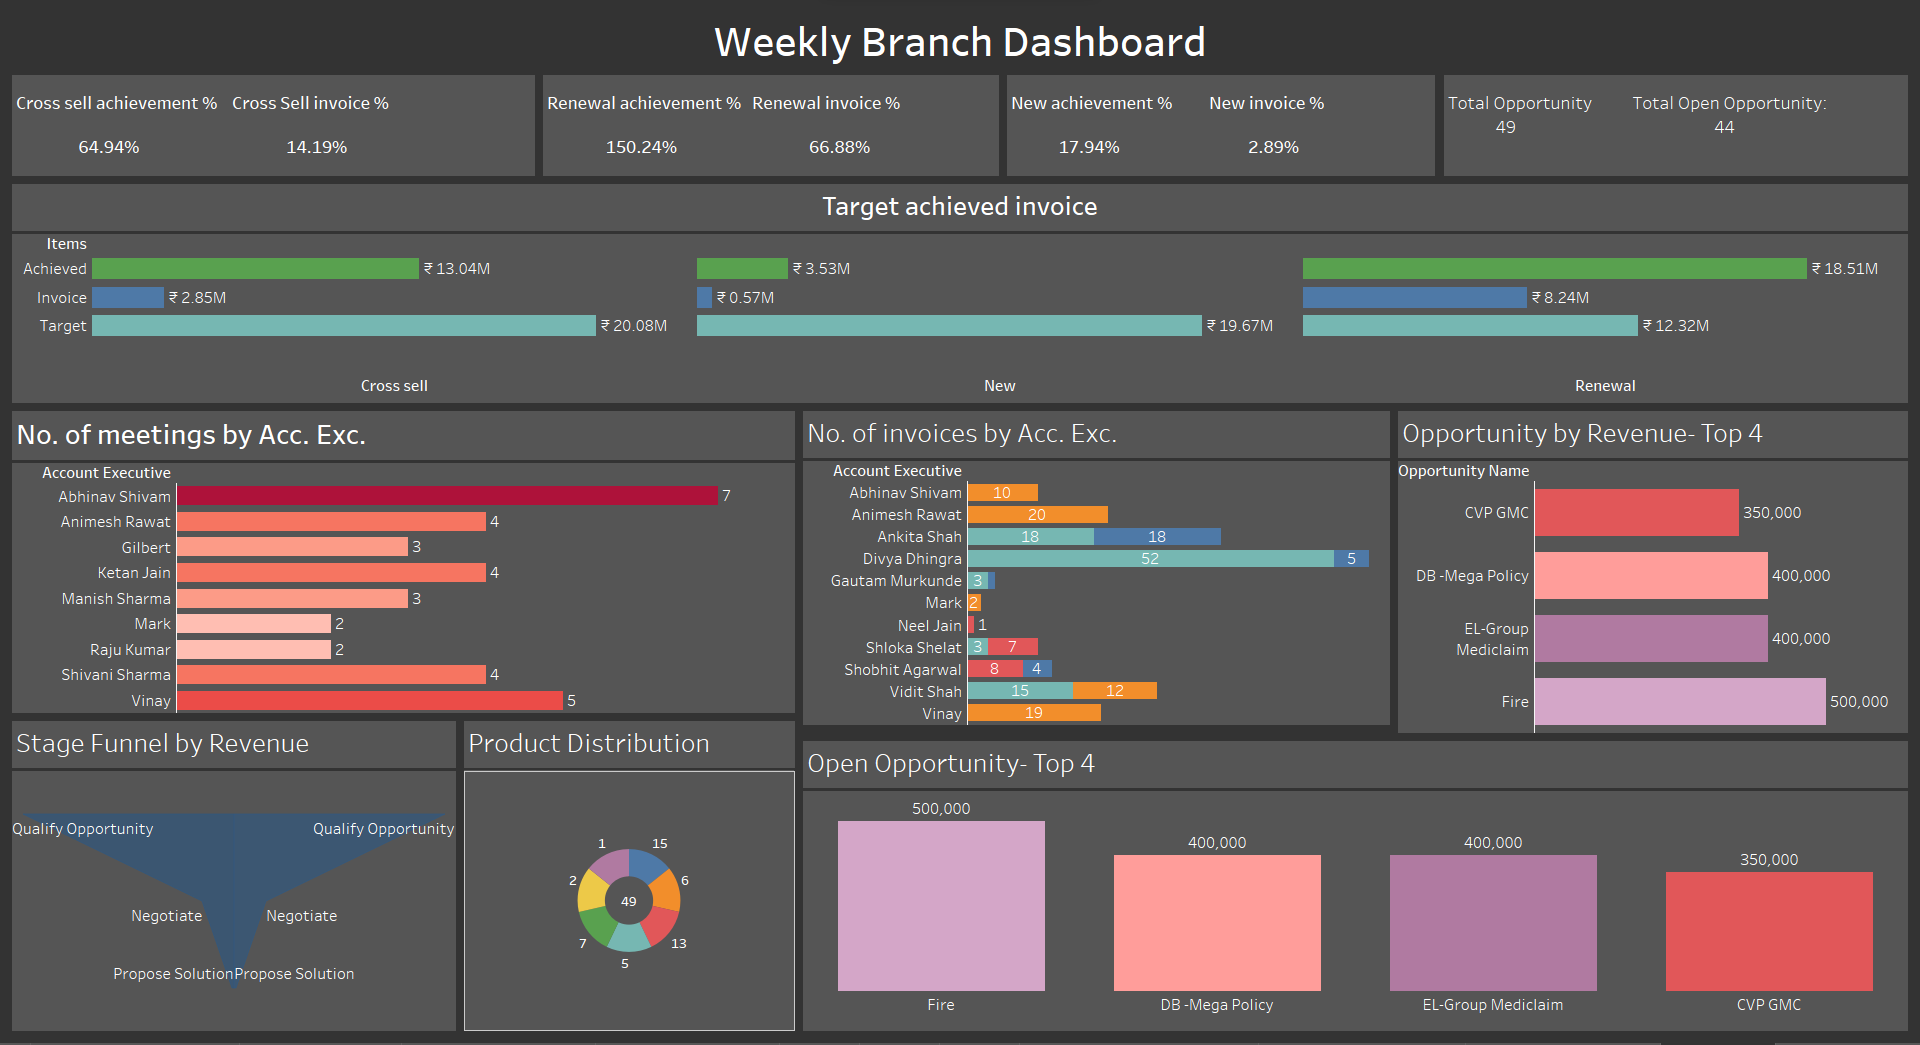 Weekly Branch Dashboard
Cross sell achievement % Cross Sell invoice %
64.94% 14.19%
Renewal achievement % Renewal invoice %
150.24% 66.88%
New achievement % New invoice %
17.94% 2.89%
Total Opportunity Total Open Opportunity:
49 44
Target achieved invoice
Items
Achieved ₹ 13.04M ₹ 3.53M ₹ 18.51M
Invoice ₹ 2.85M ₹ 0.57M ₹ 8.24M
Target ₹ 20.08M ₹ 19.67M ₹ 12.32M
Cross sell New Renewal
No. of meetings by Acc. Exc.
Account Executive
Abhinav Shivam 7
Animesh Rawat 4
Gilbert 3
Ketan Jain 4
Manish Sharma 3
Mark 2
Raju Kumar 2
Shivani Sharma 4
Vinay 5
No. of invoices by Acc. Exc.
Account Executive
Abhinav Shivam 10
Animesh Rawat 20
Ankita Shah 18 18
Divya Dhingra 52 5
Gautam Murkunde 3
Mark 2
Neel Jain 1
Shloka Shelat 3 7
Shobhit Agarwal 8 4
Vidit Shah 15 12
Vinay 19
Opportunity by Revenue- Top 4
Opportunity Name
CVP GMC 350,000
DB -Mega Policy 400,000
EL-Group
Mediclaim 400,000
Fire 500,000
Stage Funnel by Revenue
Qualify Opportunity Qualify Opportunity
Negotiate Negotiate
Propose Solution Propose Solution
Product Distribution
1 15
2 6
49
7 13
5
Open Opportunity- Top 4
500,000
400,000
400,000
350,000
Fire DB -Mega Policy EL-Group Mediclaim CVP GMC